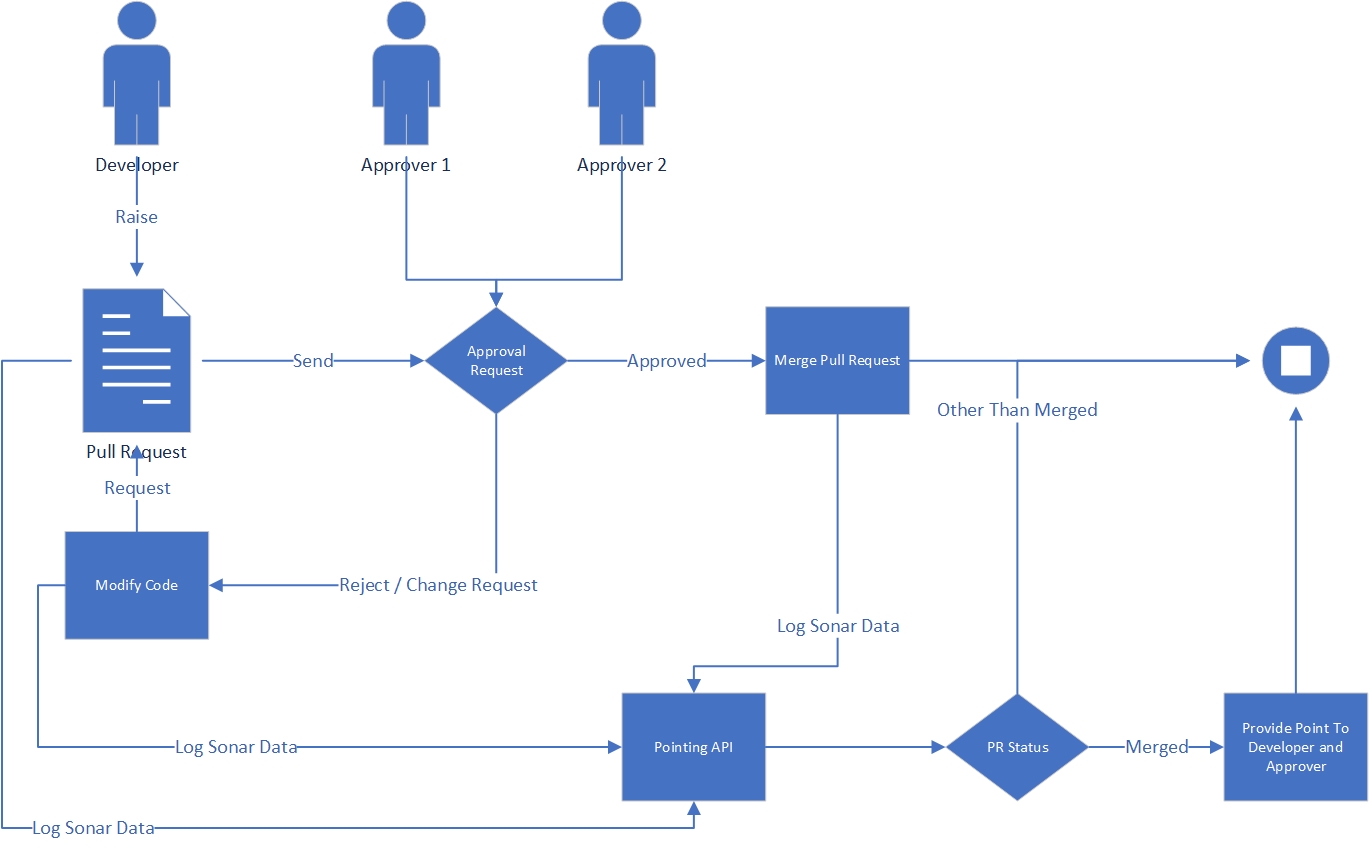 Developer
Approver 1
Approver 2
Raise
Send
Approval
Request
Approved
Merge Pull Request
Other Than Merged
Pull Request
Request
Modify Code
Reject / Change Request
Log Sonar Data
Log Sonar Data
Pointing API
PR Status
Merged
Provide Point To
Developer and
Approver
Log Sonar Data